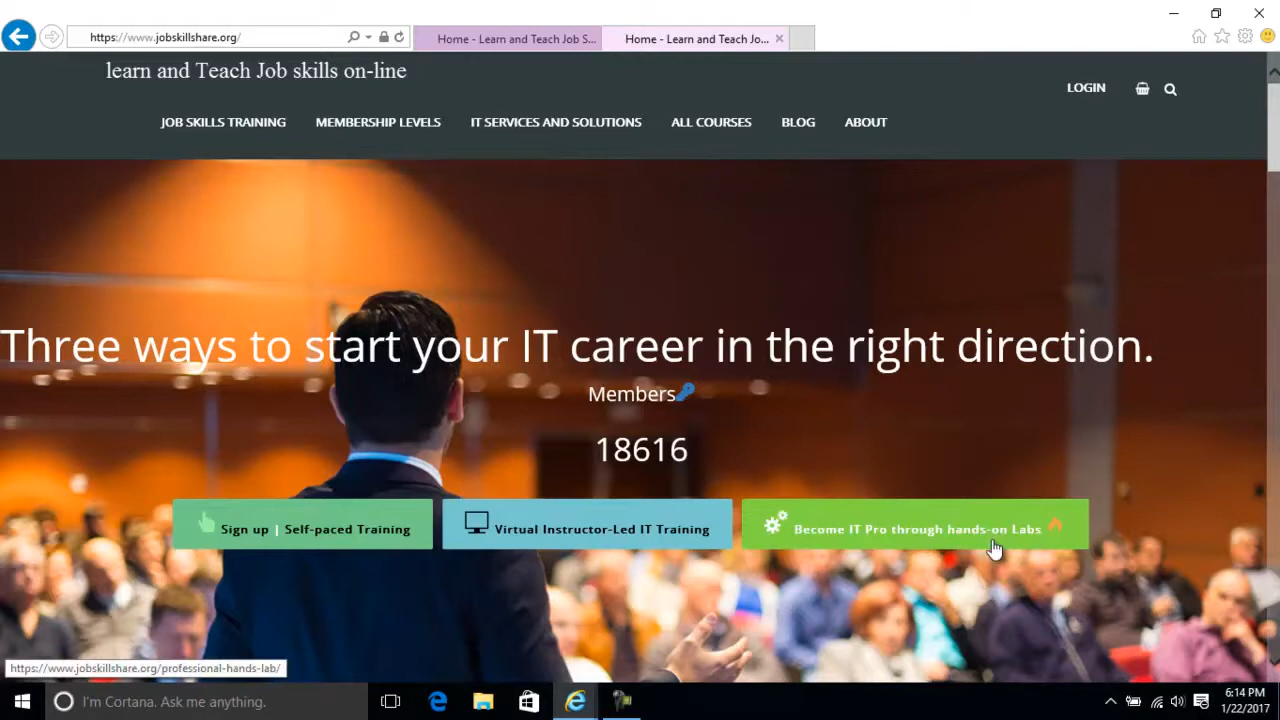 https://www.jobskillshare.org/
Home - Learn and Teach Job S...
Home - Learn and Teach Jo...
learn and Teach Job skills on-line
LOGIN
JOB SKILLS TRAINING
MEMBERSHIP LEVELS
IT SERVICES AND SOLUTIONS
ALL COURSES
BLOG
ABOUT
Three ways to start your IT career in the right direction.
Members
18616
Sign up | Self-paced Training
Virtual Instructor-Led IT Training
Become IT Pro through hands-on Labs
https://www.jobskillshare.org/professional-hands-lab/
I'm Cortana. Ask me anything.
6:14 PM
1/22/2017